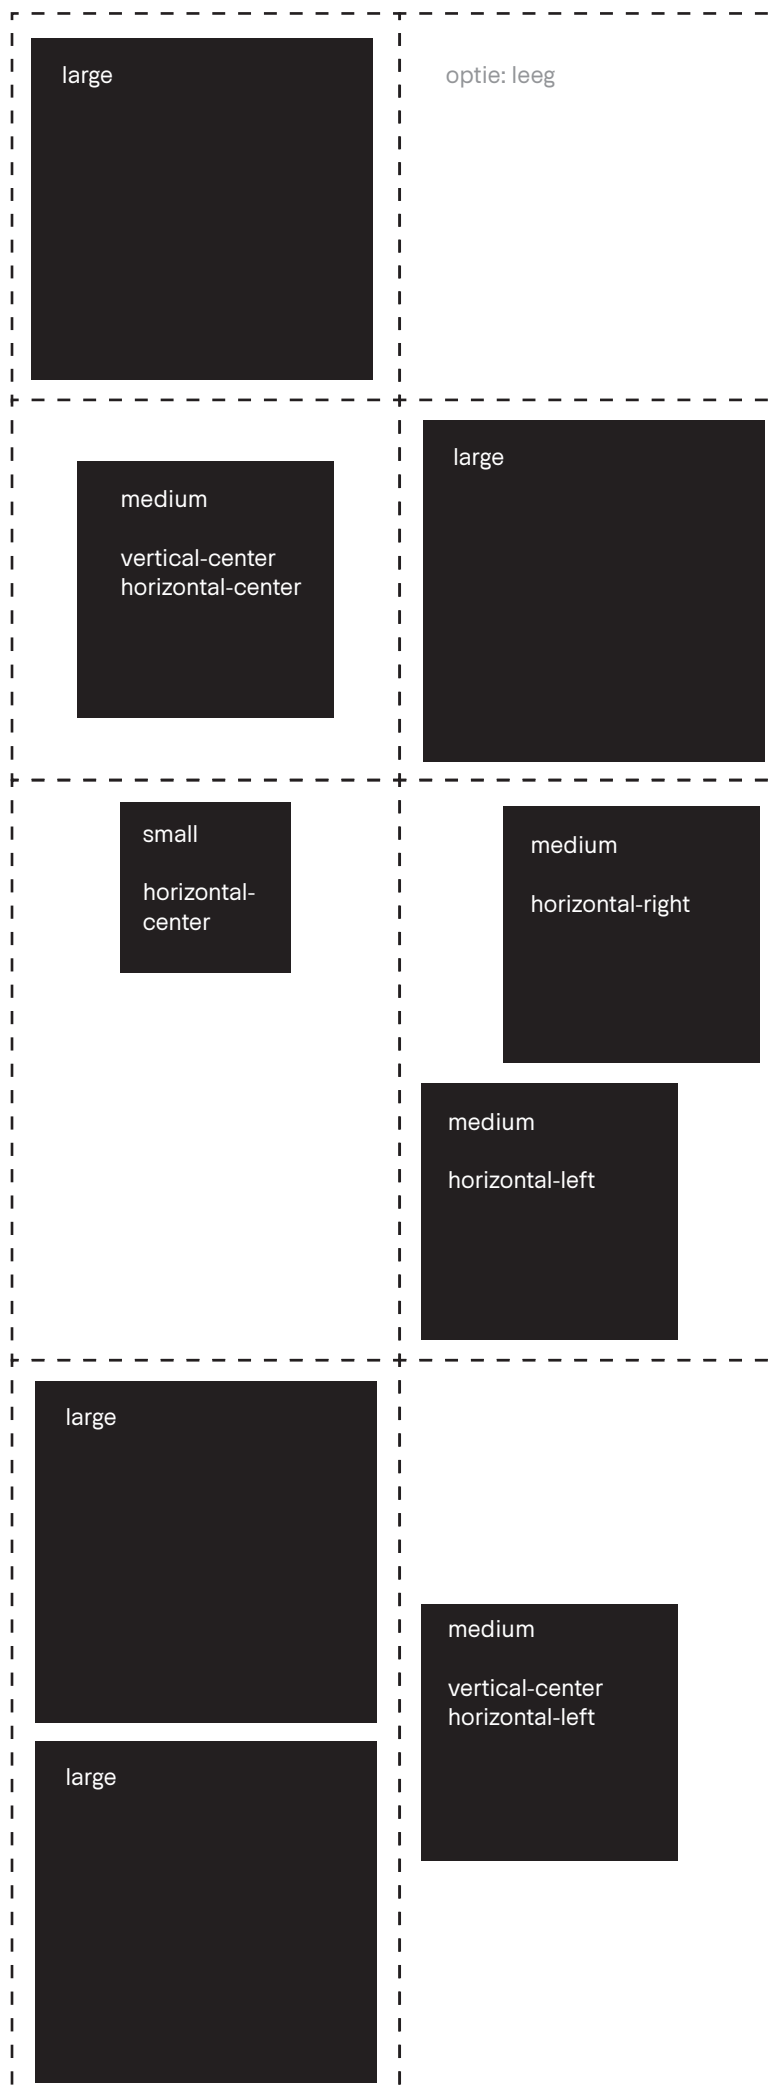 large
optie: leeg
medium
vertical-center
horizontal-center
large
small
horizontal-
center
medium
horizontal-right
medium
horizontal-left
large
large
medium
vertical-center
horizontal-left